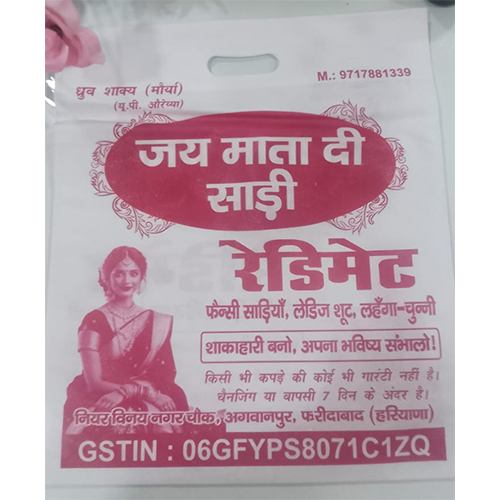 ध्रुव शाक्य (मौर्या)
(यू.पी. औरेय्या)
M.: 9717881339
जय माता दी
साड़ी
रेडिमेट
फैन्सी साड़ियाँ, लेडिज शूट, लहँगा-चुन्नी
शाकाहारी बनो, अपना भविष्य संभालो!
किसी भी कपड़े की कोई भी गारंटी नहीं है।
चैनजिंग या वापसी 7 दिन के अंदर है।
नियर विनय नगर चौक, अगवानपुर, फरीदाबाद (हरियाणा)
GSTIN : 06GFYPS8071C1ZQ